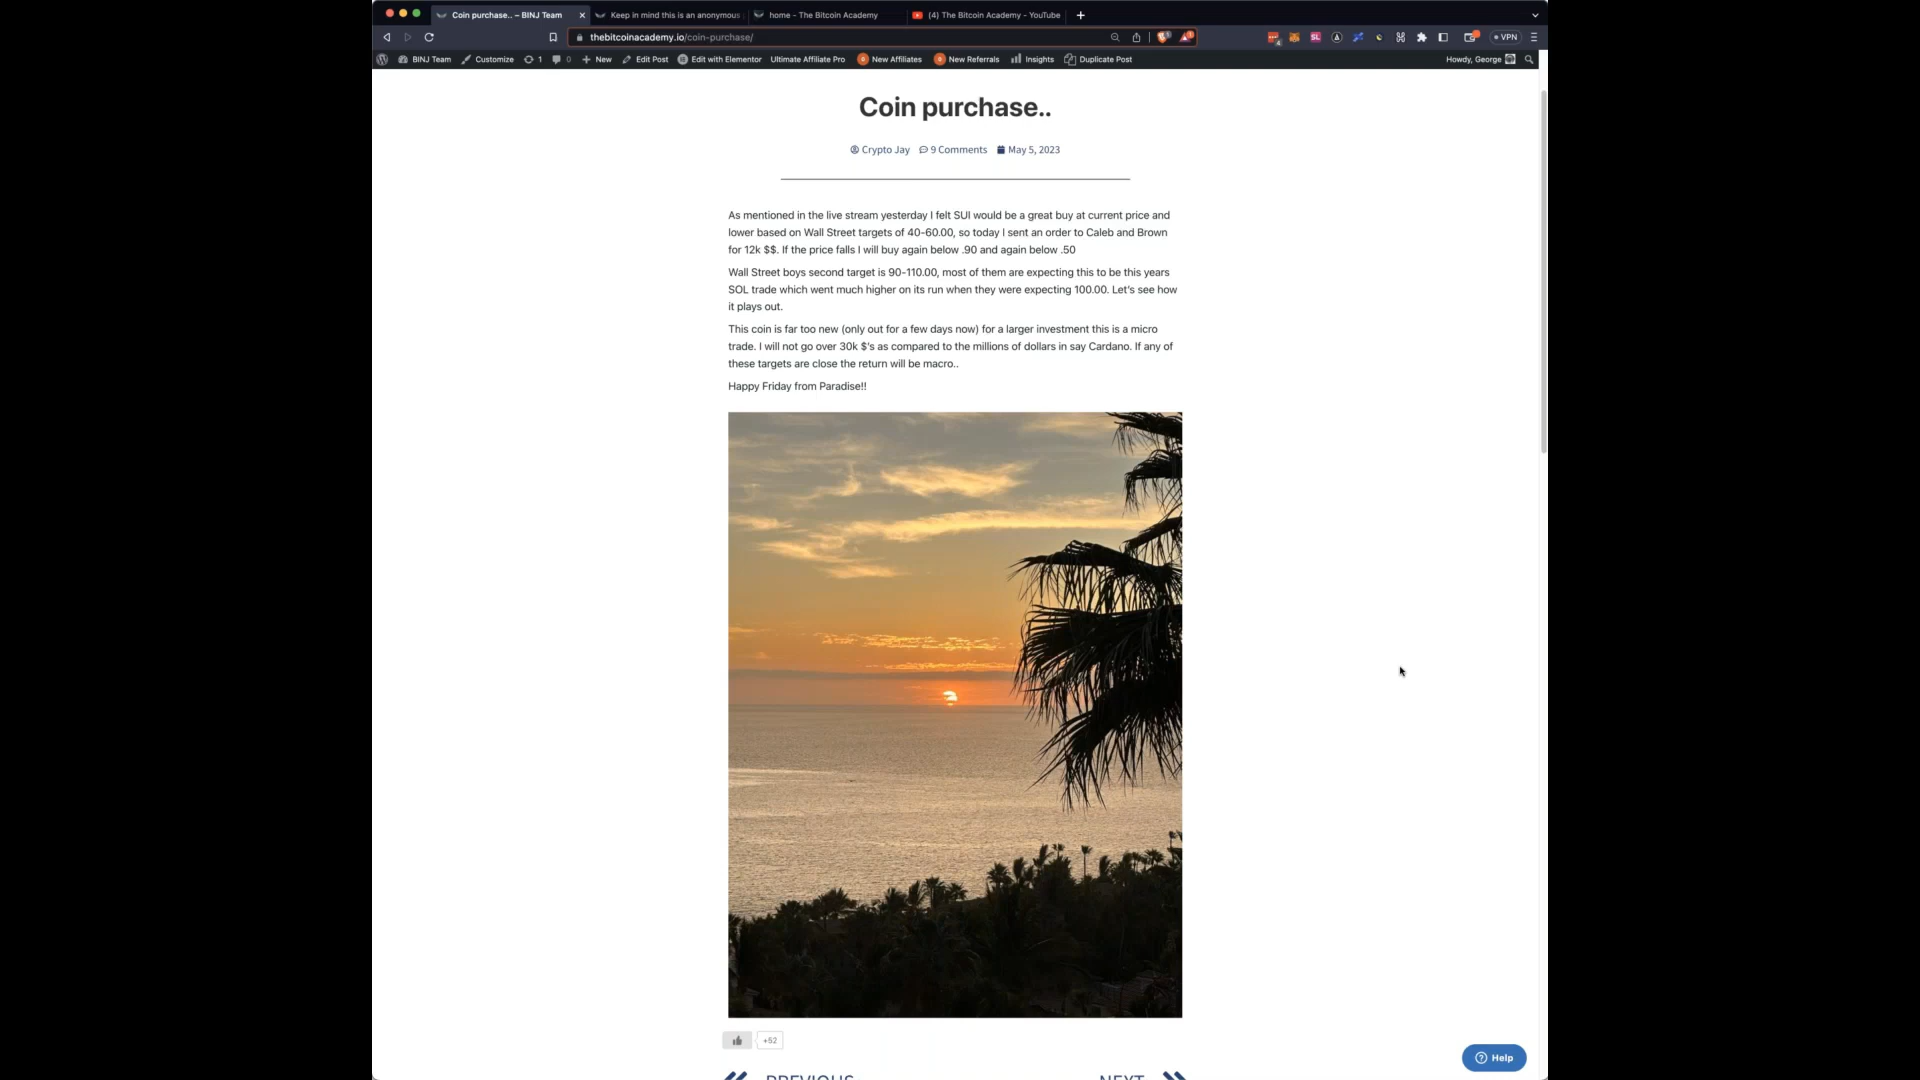 Coin purchase.. – BINJ Team
Keep in mind this is an anonymous
home - The Bitcoin Academy
(4) The Bitcoin Academy - YouTube
thebitcoinacademy.io/coin-purchase/
VPN
BINJ Team
Customize
1
0
New
Edit Post
Edit with Elementor
Ultimate Affiliate Pro
0 New Affiliates
0 New Referrals
Insights
Duplicate Post
Howdy, George
Coin purchase..
Crypto Jay 9 Comments May 5, 2023
As mentioned in the live stream yesterday I felt SUI would be a great buy at current price and
lower based on Wall Street targets of 40-60.00, so today I sent an order to Caleb and Brown
for 12k $$. If the price falls I will buy again below .90 and again below .50
Wall Street boys second target is 90-110.00, most of them are expecting this to be this years
SOL trade which went much higher on its run when they were expecting 100.00. Let's see how
it plays out.
This coin is far too new (only out for a few days now) for a larger investment this is a micro
trade. I will not go over 30k $'s as compared to the millions of dollars in say Cardano. If any of
these targets are close the return will be macro..
Happy Friday from Paradise!!
+52
PREVIOUS
NEXT
Help